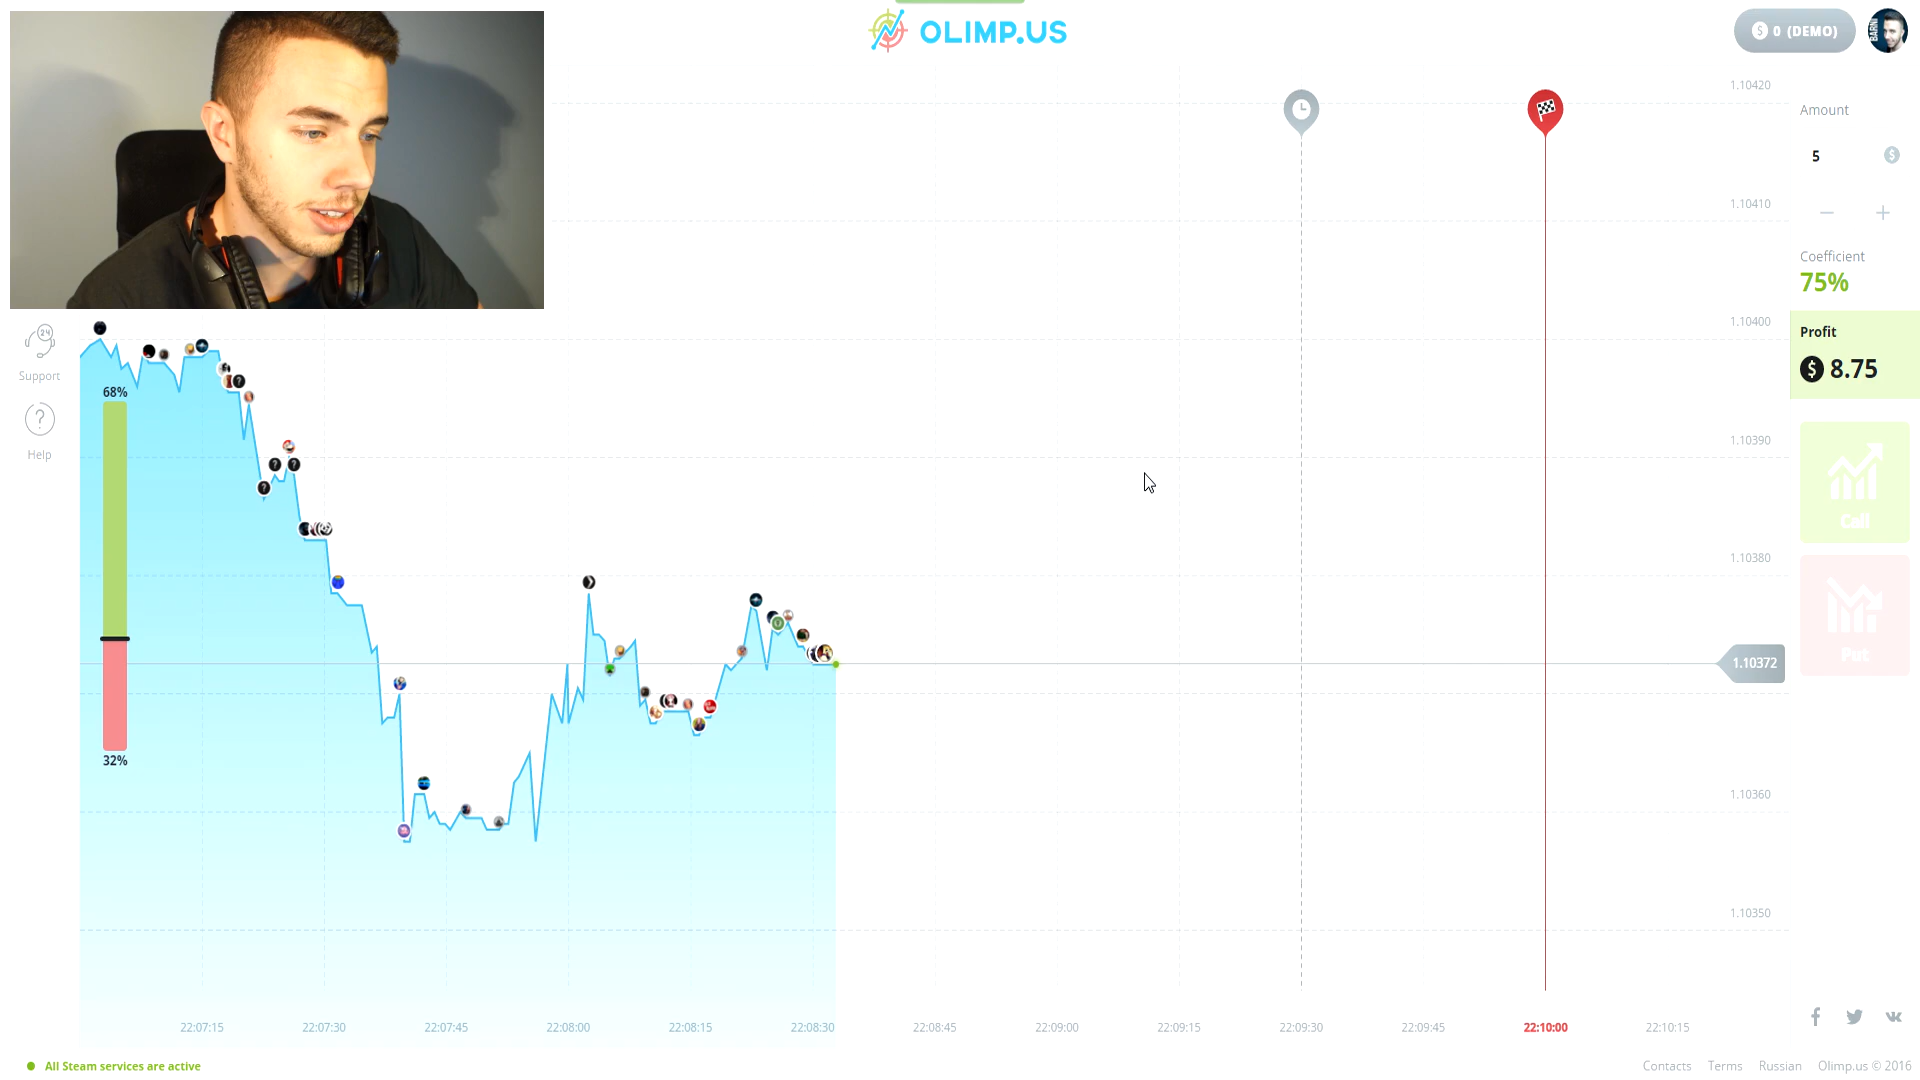 OLIMP.US
$ 0 (DEMO)
BARNI
1.10420
Amount
5
$
1.10410
Coefficient
75%
1.10400
Profit
$ 8.75
24
Support
68%
?
Help
1.10390
Call
1.10380
Put
1.10372
32%
1.10360
1.10350
22:07:15
22:07:30
22:07:45
22:08:00
22:08:15
22:08:30
22:08:45
22:09:00
22:09:15
22:09:30
22:09:45
22:10:00
22:10:15
All Steam services are active
Contacts
Terms
Russian
Olimp.us © 2016